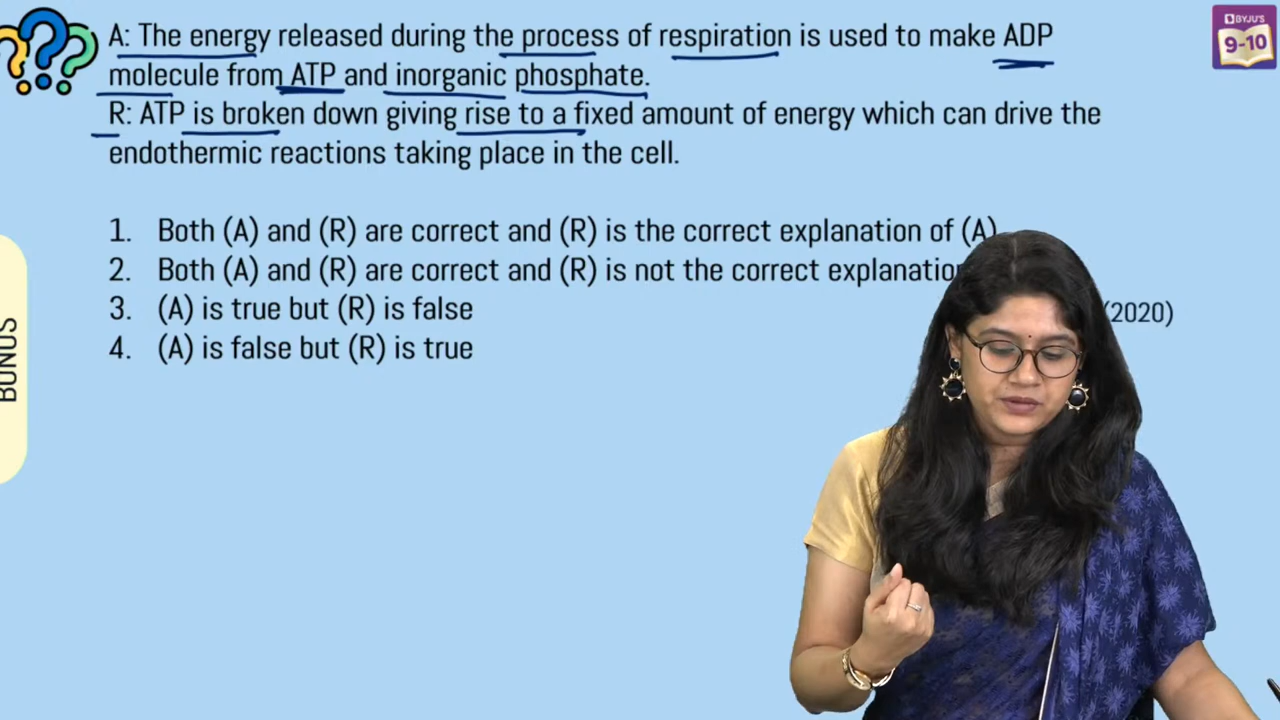 BYJU'S
9-10
A: The energy released during the process of respiration is used to make ADP
molecule from ATP and inorganic phosphate.
R: ATP is broken down giving rise to a fixed amount of energy which can drive the
endothermic reactions taking place in the cell.
1. Both (A) and (R) are correct and (R) is the correct explanation of (A)
2. Both (A) and (R) are correct and (R) is not the correct
3. (A) is true but (R) is false
(2020)
4. (A) is false but (R) is true
BONUS